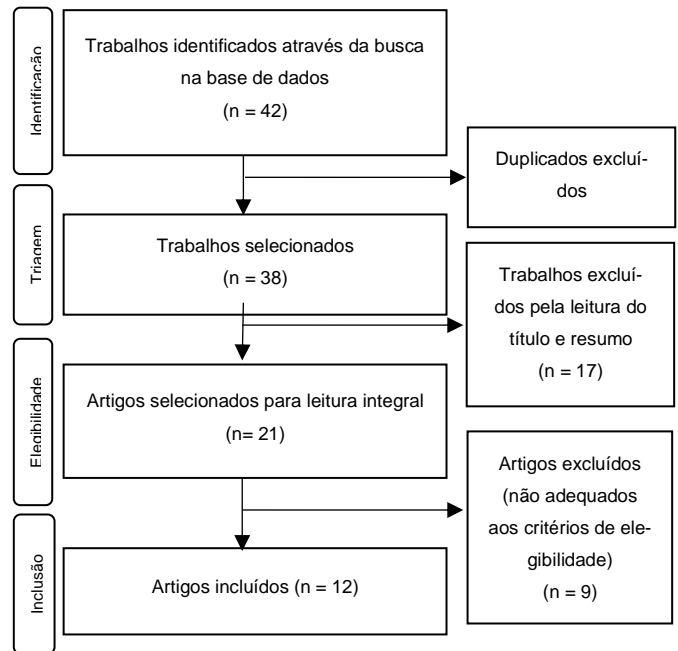 Identificação
Trabalhos identificados através da busca
na base de dados
(n = 42)
Duplicados excluí-
dos
Triagem
Trabalhos selecionados
(n = 38)
Trabalhos excluí-
dos pela leitura do
título e resumo
(n = 17)
Elegibilidade
Artigos selecionados para leitura integral
(n= 21)
Artigos excluídos
(não adequados
aos critérios de ele-
gibilidade)
(n = 9)
Inclusão
Artigos incluídos (n = 12)